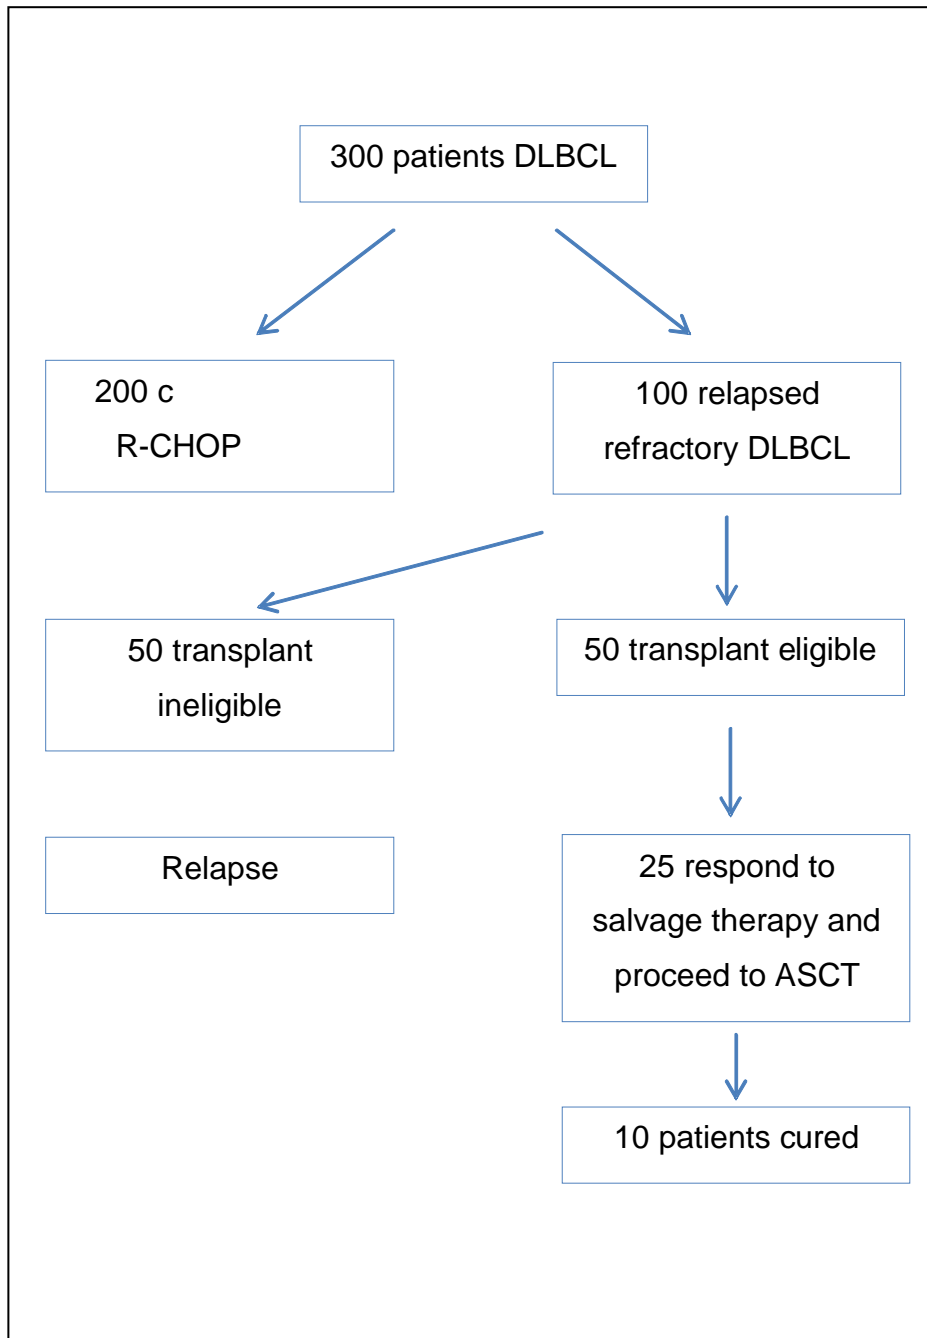 300 patients DLBCL
200 c
R-CHOP
100 relapsed
refractory DLBCL
50 transplant
ineligible
50 transplant eligible
Relapse
25 respond to
salvage therapy and
proceed to ASCT
10 patients cured